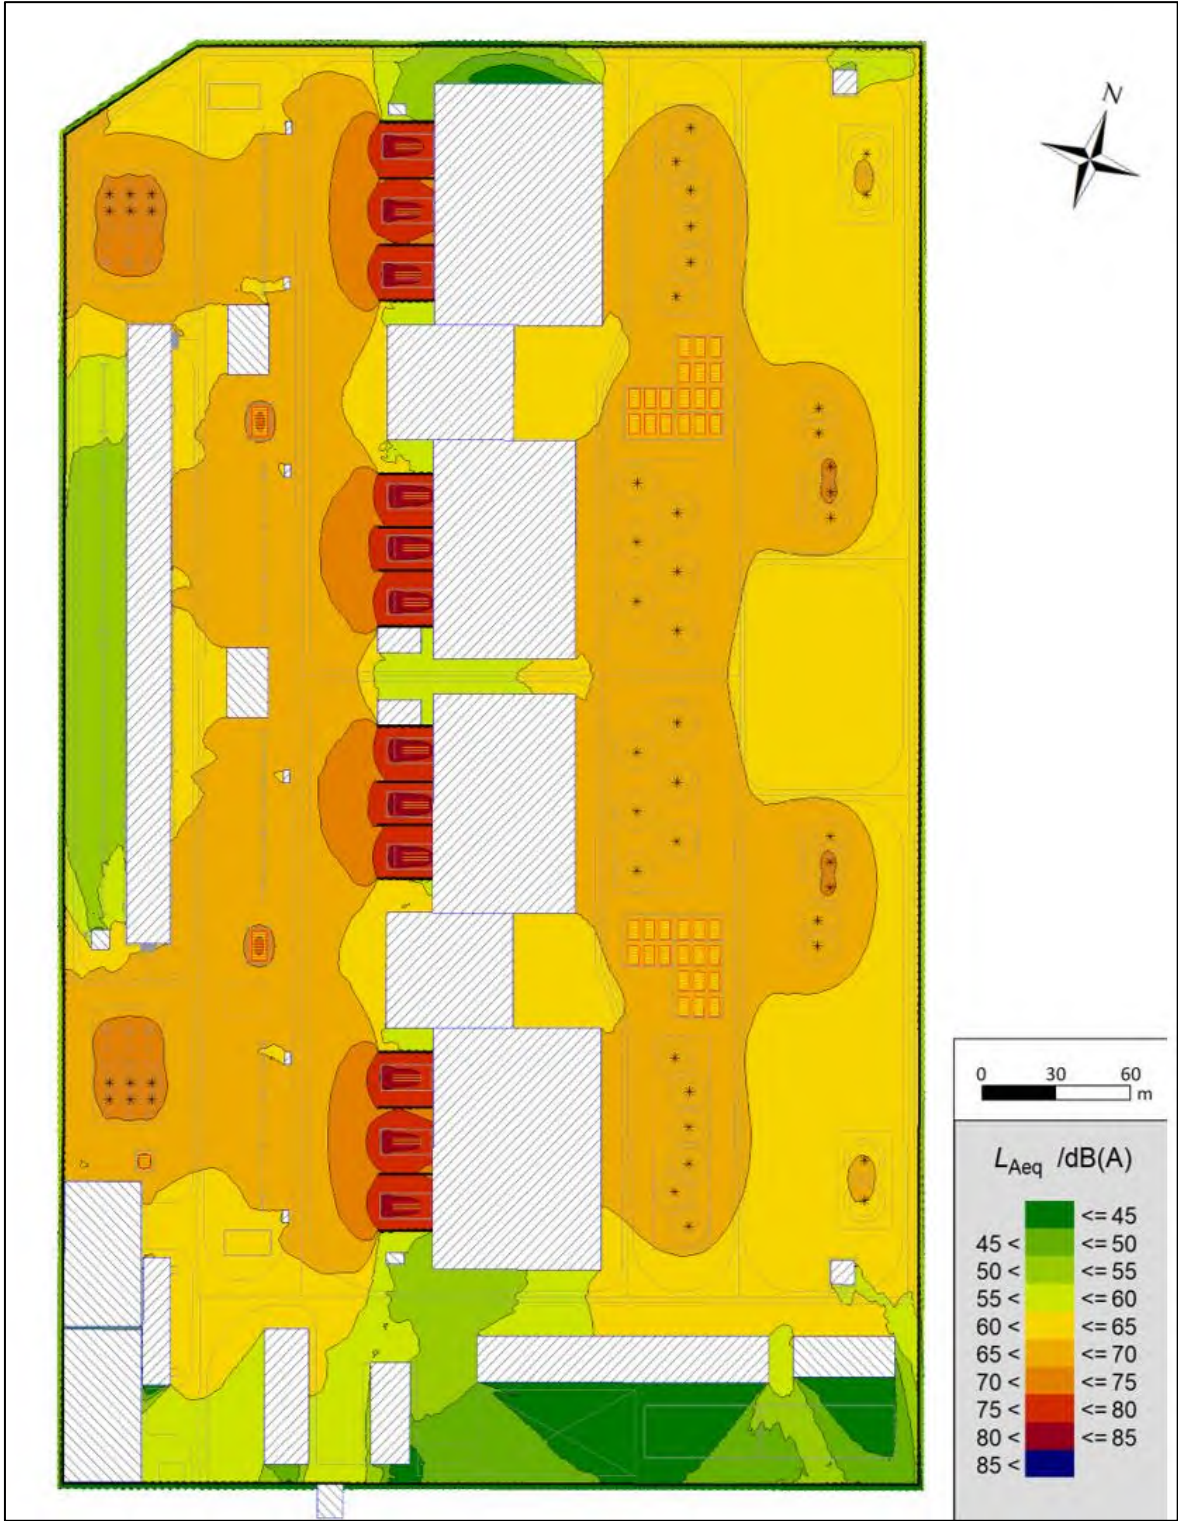 N
0 30 60
m
LAeq /dB(A)
<= 45
45 < <= 50
50 < <= 55
55 < <= 60
60 < <= 65
65 < <= 70
70 < <= 75
75 < <= 80
80 < <= 85
85 <